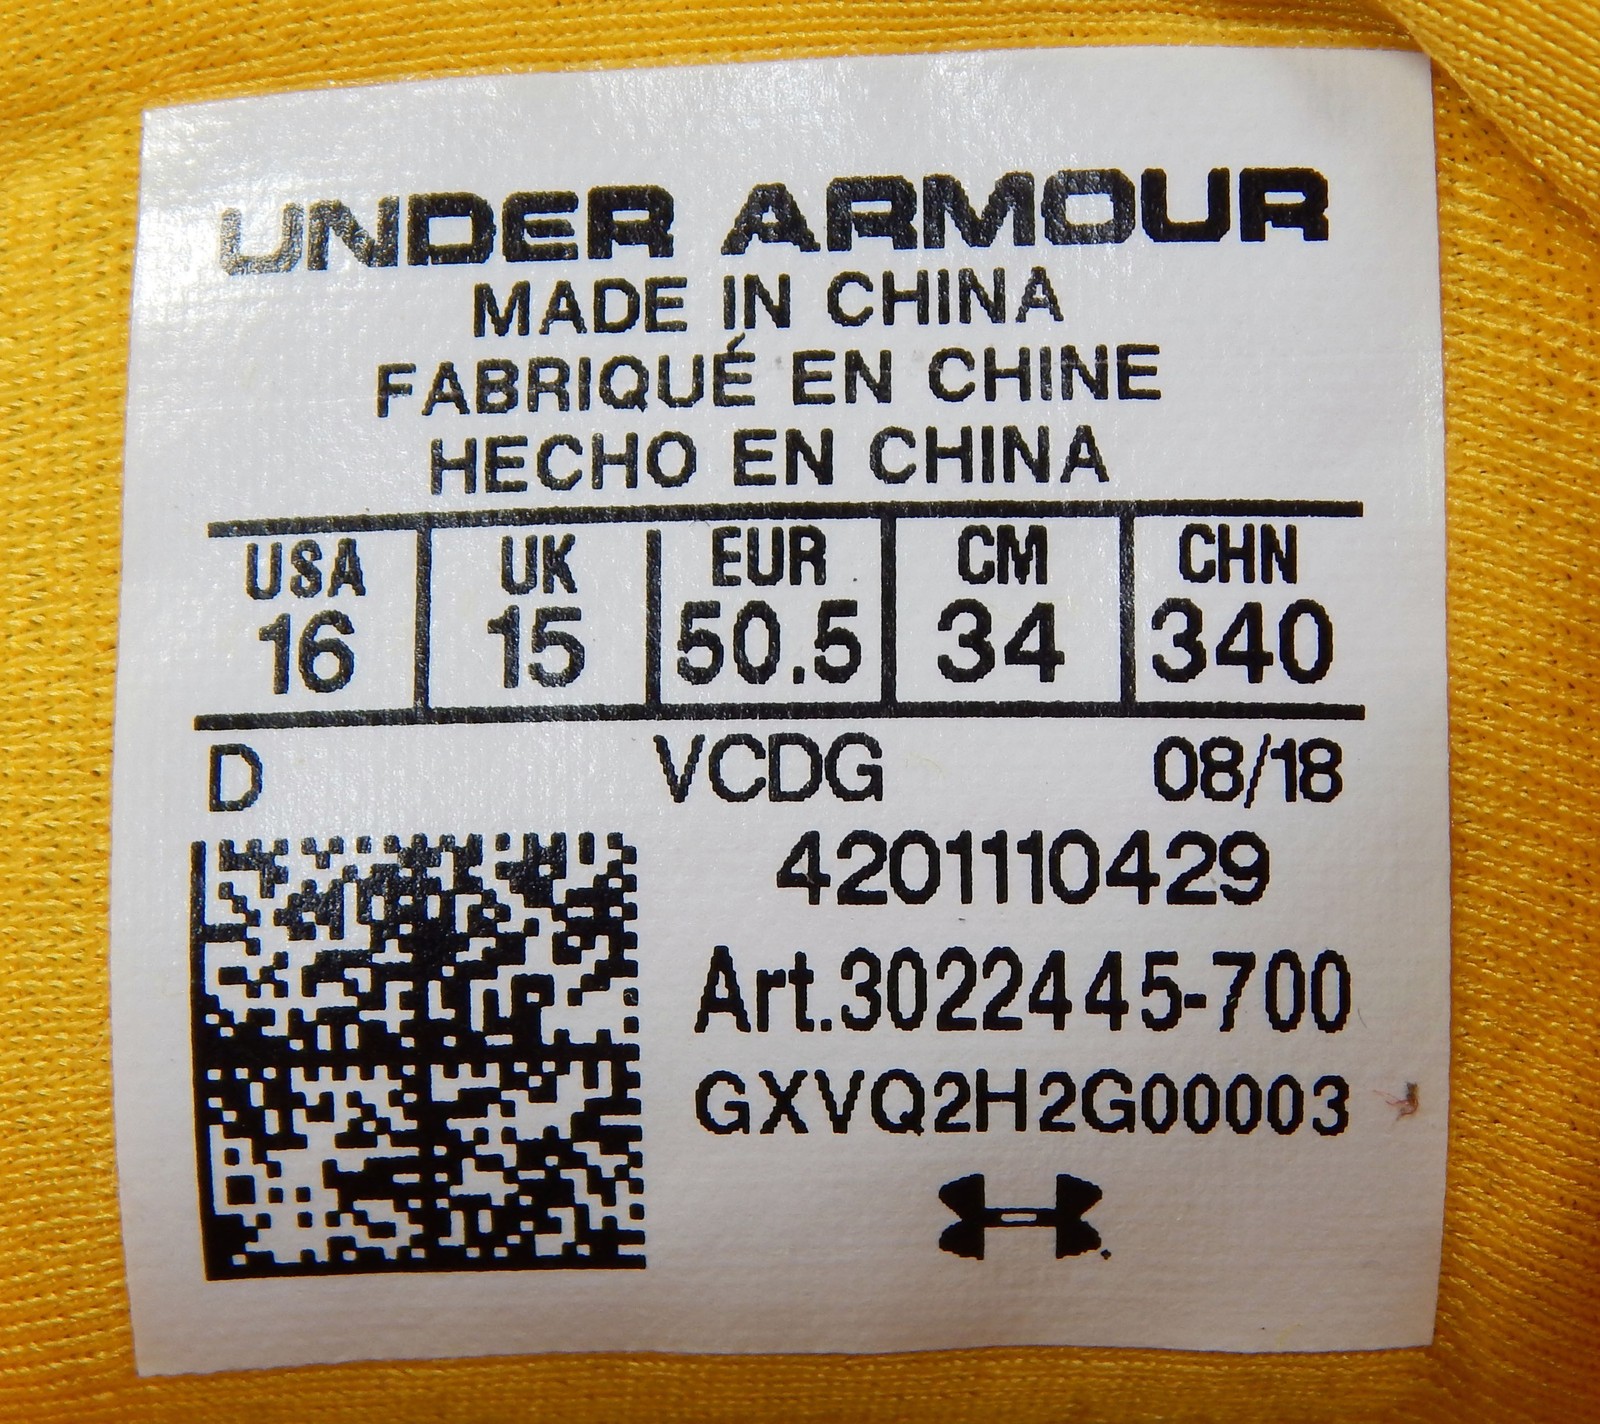 UNDER ARMOUR
MADE IN CHINA
FABRIQUÉ EN CHINE
HECHO EN CHINA
USA UK EUR CM CHN
16 15 50.5 34 340
D VCDG 08/18
4201110429
Art.3022445-700
GXVQ2H2G00003